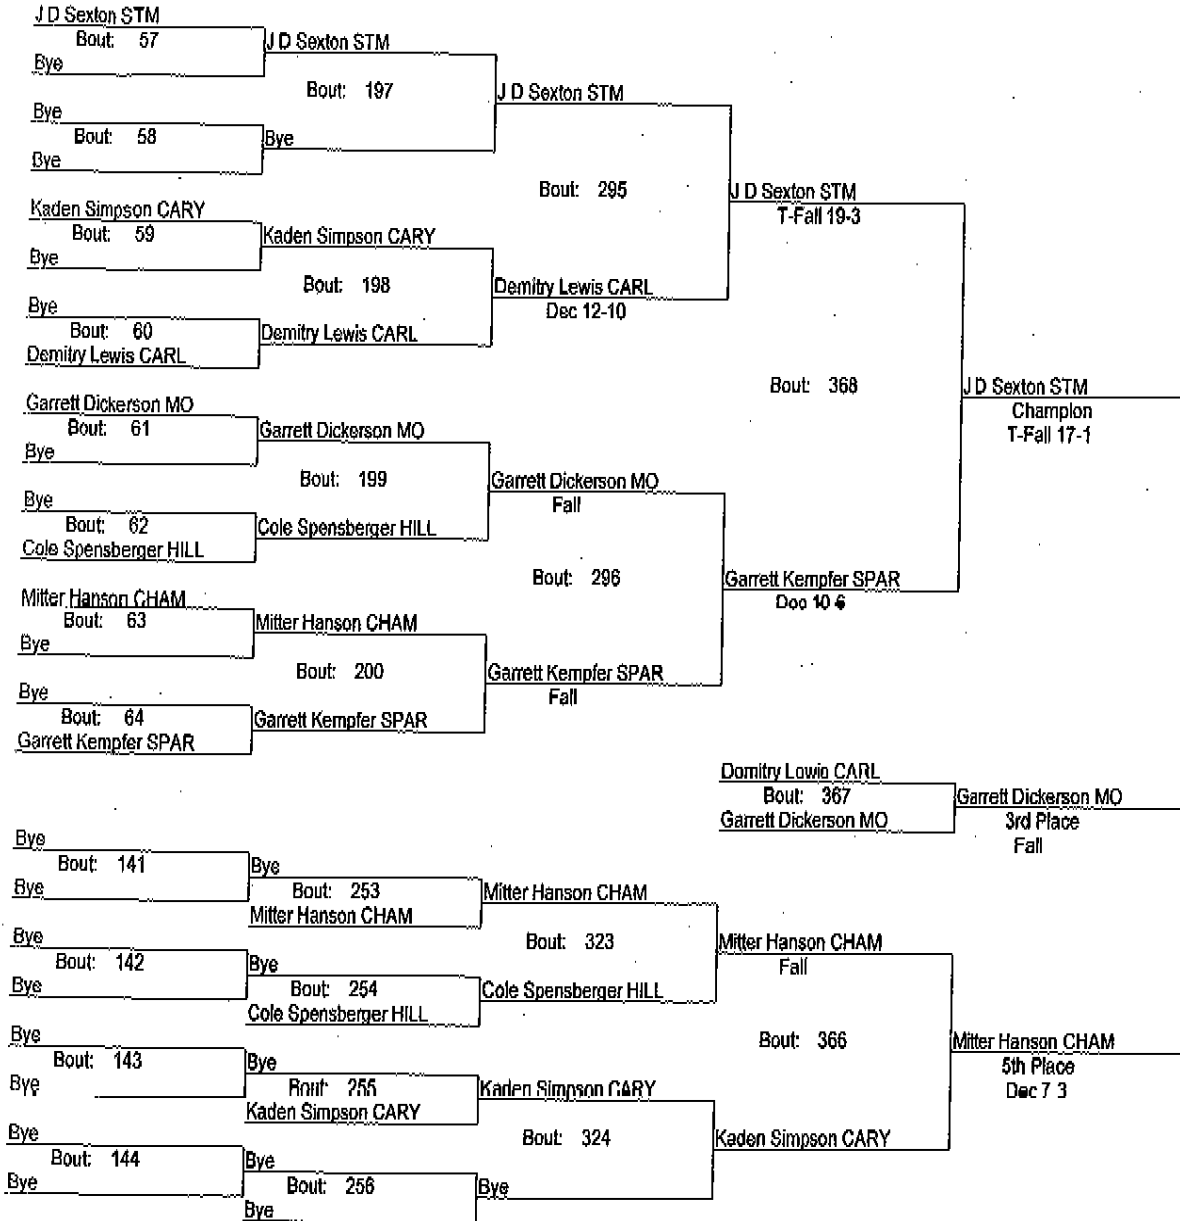 J D Sexton STM
Bout: 57
J D Sexton STM
Bye
Bout: 197
J D Sexton STM
Bye
Bout: 58
Bye
Bye
Bout: 295
J D Sexton STM
T-Fall 19-3
Kaden Simpson CARY
Bout: 59
Kaden Simpson CARY
Bye
Bout: 198
Demitry Lewis CARL
Dec 12-10
Bye
Bout: 60
Demitry Lewis CARL
Demitry Lewis CARL
Bout: 368
J D Sexton STM
Champion
T-Fall 17-1
Garrett Dickerson MO
Bout: 61
Garrett Dickerson MO
Bye
Bout: 199
Garrett Dickerson MO
Fall
Bye
Bout: 62
Cole Spensberger HILL
Cole Spensberger HILL
Bout: 296
Garrett Kempfer SPAR
Dec 10-6
Mitter Hanson CHAM
Bout: 63
Mitter Hanson CHAM
Bye
Bout: 200
Garrett Kempfer SPAR
Fall
Bye
Bout: 64
Garrett Kempfer SPAR
Garrett Kempfer SPAR
Demitry Lewis CARL
Bout: 367
Garrett Dickerson MO
Garrett Dickerson MO
3rd Place
Fall
Bye
Bout: 141
Bye
Bye
Bout: 253
Mitter Hanson CHAM
Mitter Hanson CHAM
Bye
Bout: 142
Bye
Bye
Bout: 254
Cole Spensberger HILL
Cole Spensberger HILL
Bout: 323
Mitter Hanson CHAM
Fall
Bye
Bout: 143
Bye
Bye
Bout: 255
Kaden Simpson CARY
Kaden Simpson CARY
Bout: 366
Mitter Hanson CHAM
5th Place
Dec 7 3
Bye
Bout: 144
Bye
Bye
Bout: 256
Bye
Bye
Bout: 324
Kaden Simpson CARY